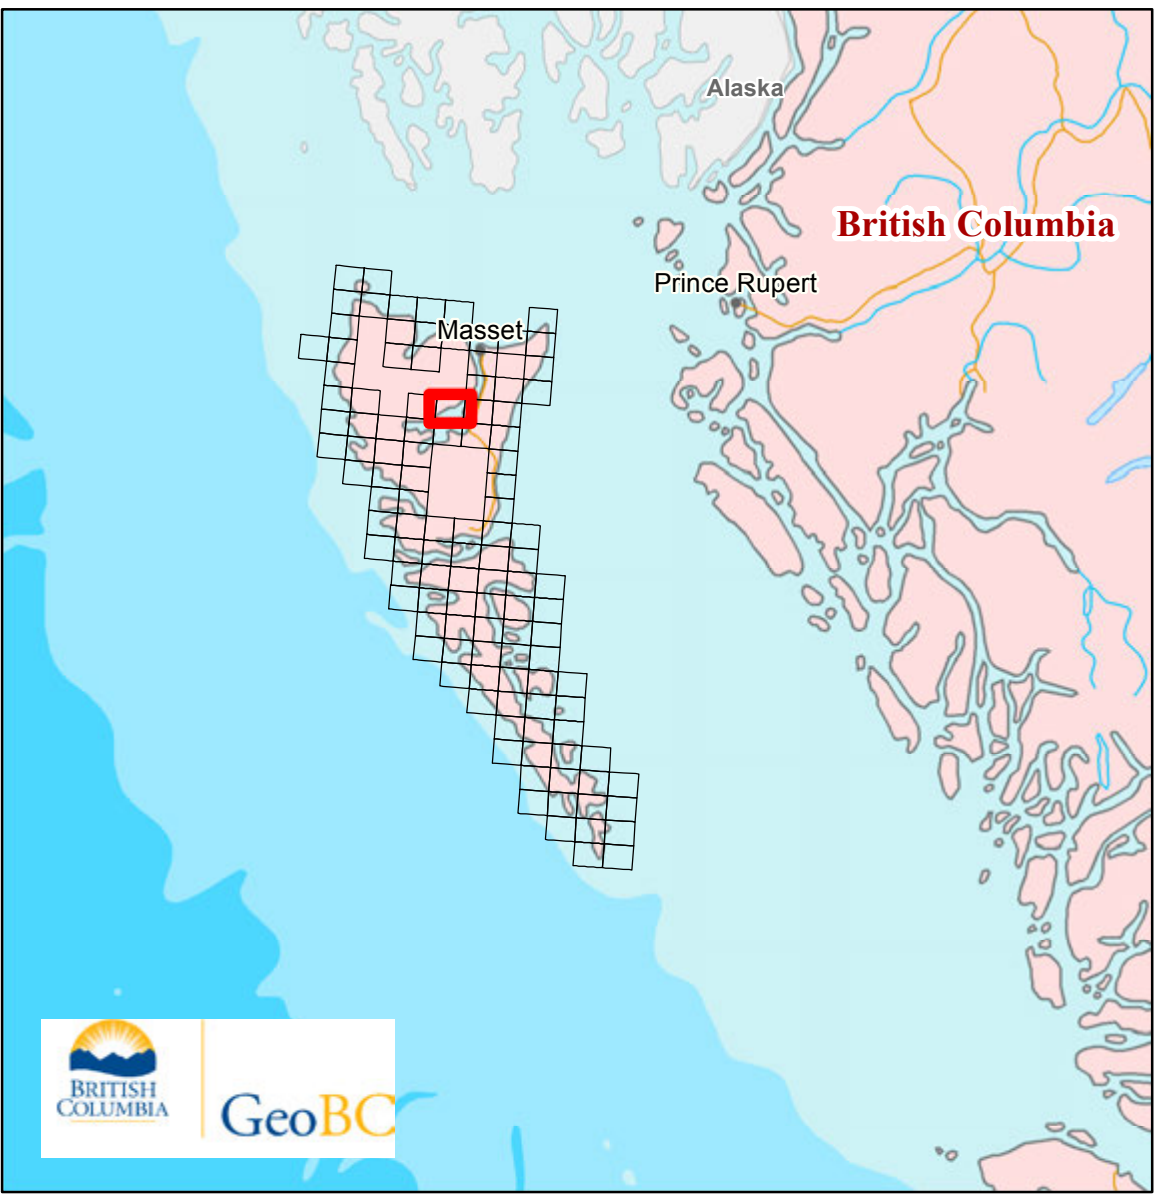 Alaska
British Columbia
Prince Rupert
Masset
BRITISH
COLUMBIA
GeoBC